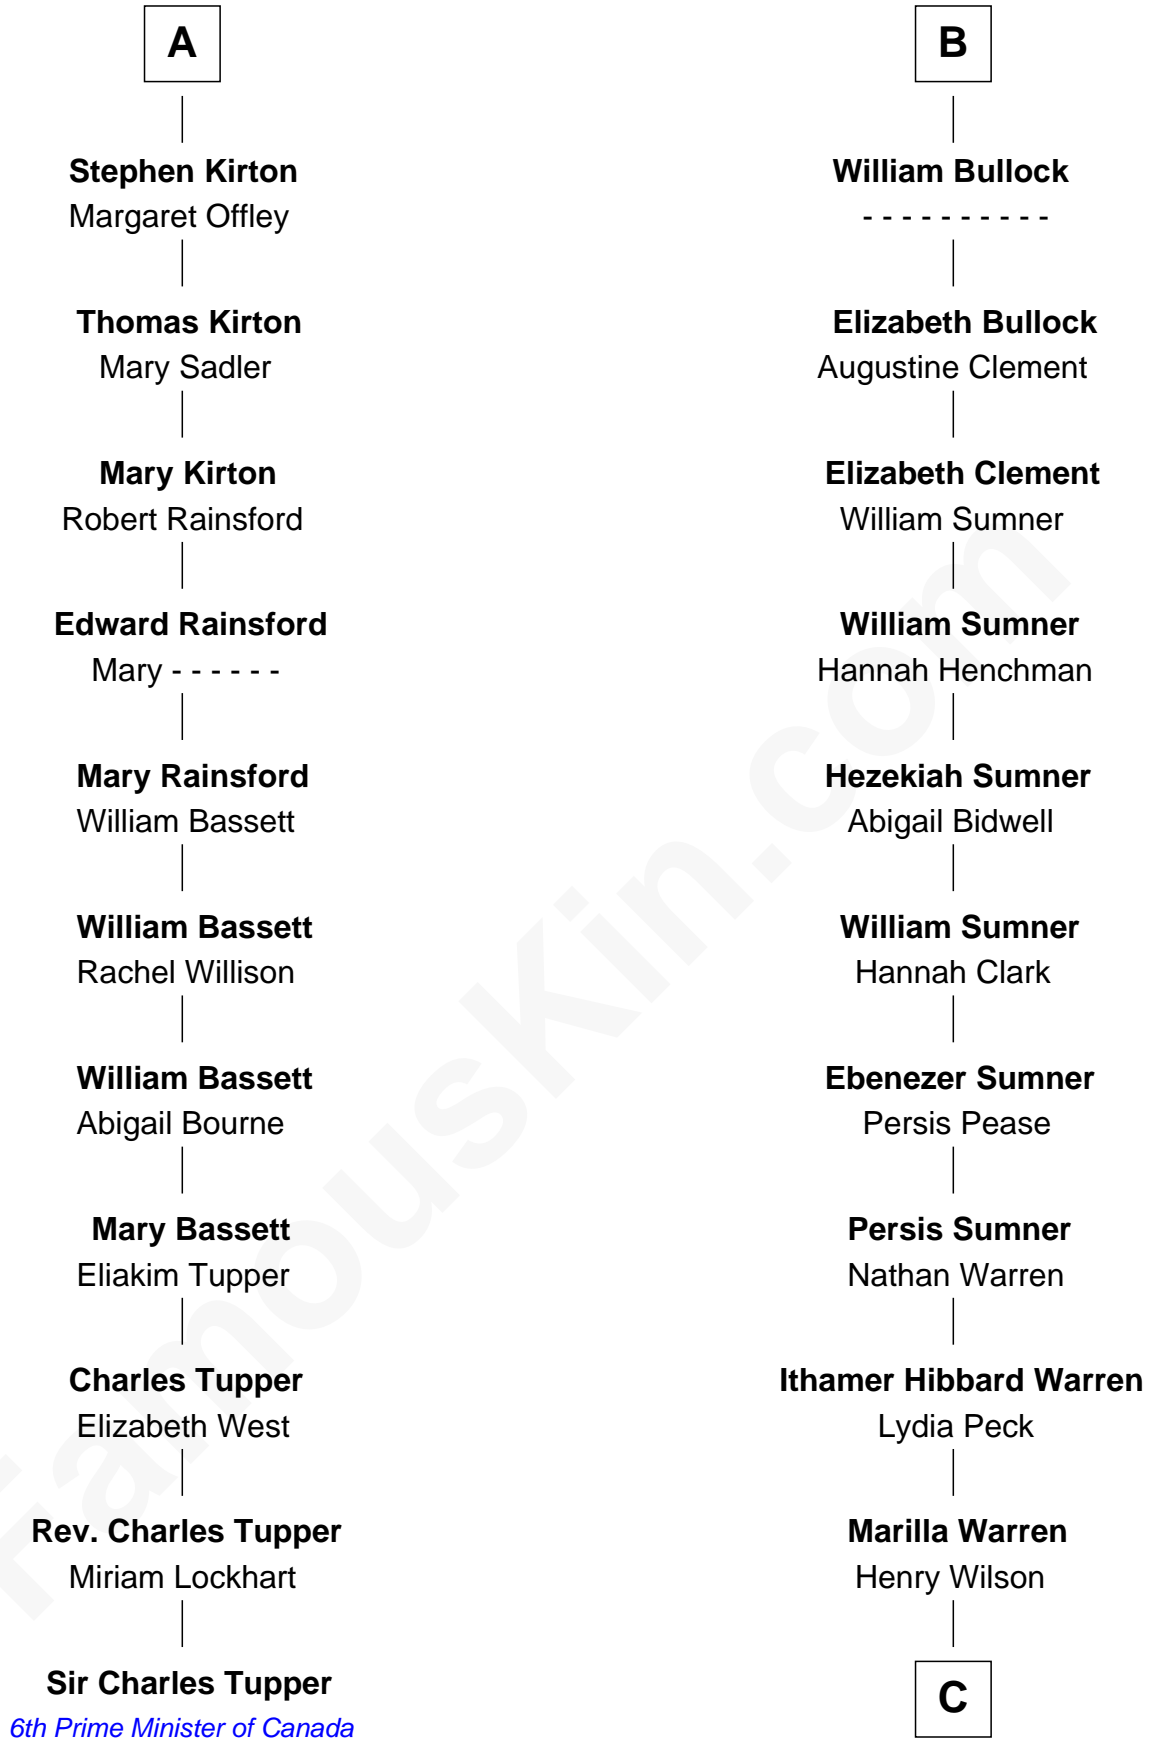 A
Stephen Kirton
Margaret Offley
Thomas Kirton
Mary Sadler
Mary Kirton
Robert Rainsford
Edward Rainsford
Mary - - - - - -
Mary Rainsford
William Bassett
William Bassett
Rachel Willison
William Bassett
Abigail Bourne
Mary Bassett
Eliakim Tupper
Charles Tupper
Elizabeth West
Rev. Charles Tupper
Miriam Lockhart
Sir Charles Tupper
6th Prime Minister of Canada
B
William Bullock
- - - - - - - - - -
Elizabeth Bullock
Augustine Clement
Elizabeth Clement
William Sumner
William Sumner
Hannah Henchman
Hezekiah Sumner
Abigail Bidwell
William Sumner
Hannah Clark
Ebenezer Sumner
Persis Pease
Persis Sumner
Nathan Warren
Ithamer Hibbard Warren
Lydia Peck
Marilla Warren
Henry Wilson
C
FamousKin.com